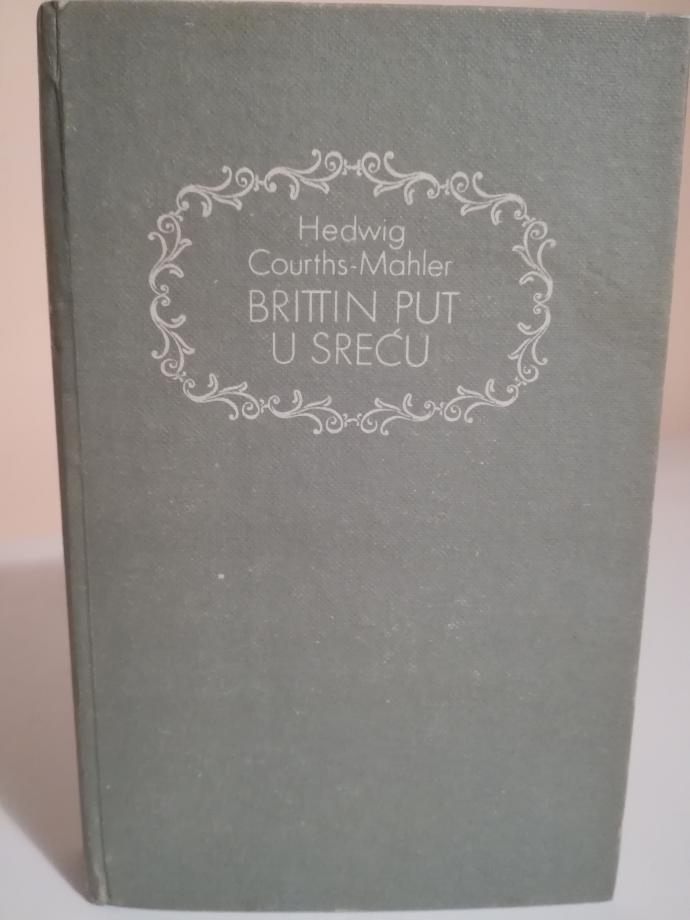 Hedwig
Courths-Mahler
BRITTIN PUT
U SREĆU